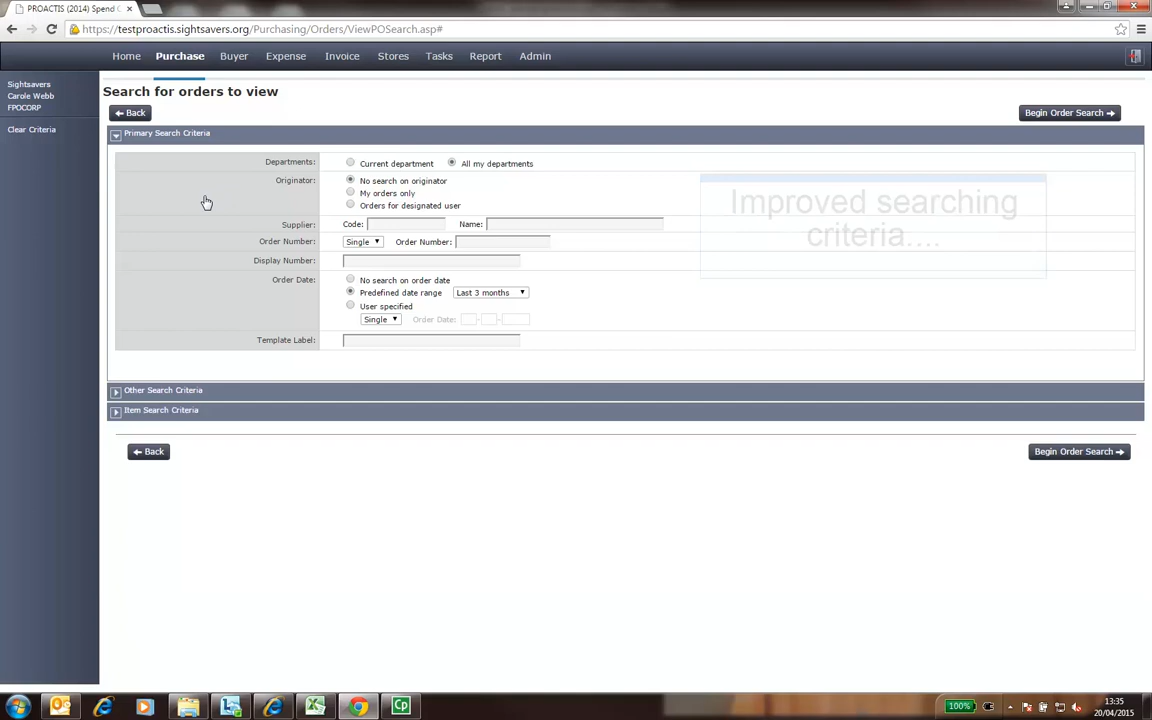 PROACTIS (2014) Spend C
https://testproactis.sightsavers.org/Purchasing/Orders/ViewPOSearch.asp#
Home Purchase Buyer Expense Invoice Stores Tasks Report Admin
Sightsavers
Carole Webb
FPOCORP
Clear Criteria
Search for orders to view
Back
Begin Order Search
Primary Search Criteria
Departments: Current department All my departments
Originator: No search on originator
My orders only
Orders for designated user
Supplier: Code: Name:
Order Number: Single Order Number:
Display Number:
Order Date: No search on order date
Predefined date range Last 3 months
User specified
Single Order Date: - -
Template Label:
Improved searching
criteria....
Other Search Criteria
Item Search Criteria
Back
Begin Order Search
100%
13:35
20/04/2015